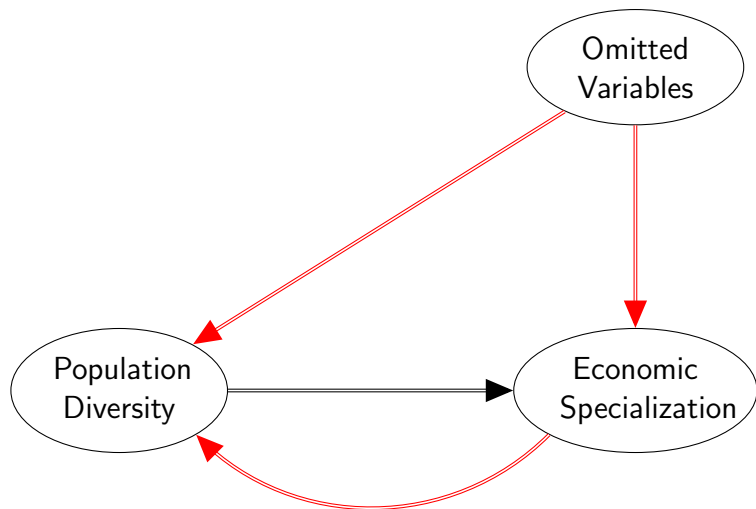 Omitted
Variables
Population
Diversity
Economic
Specialization